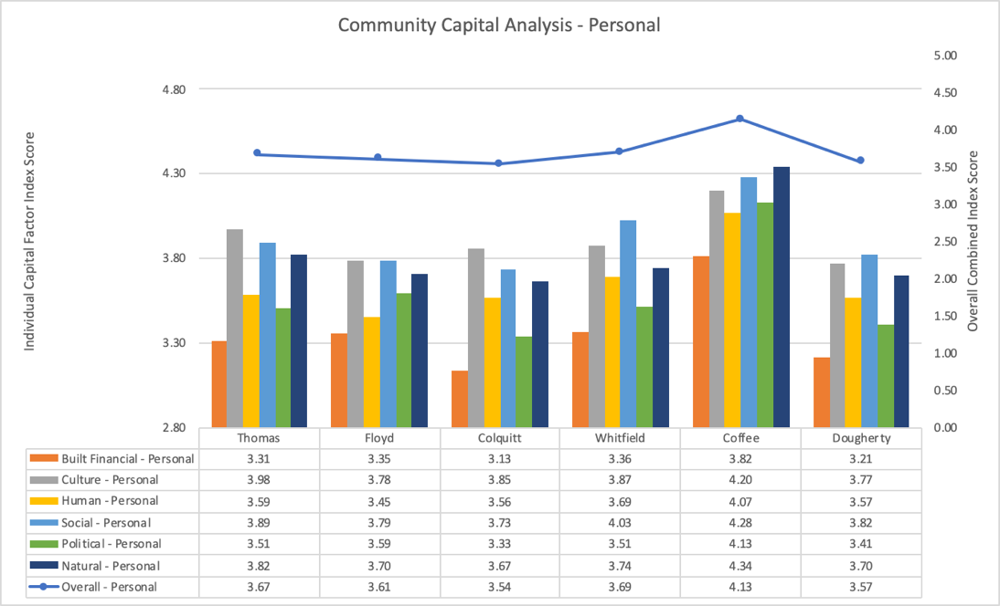 Community Capital Analysis - Personal
5.00
4.80
4.50
4.00
4.30
3.50
3.00
3.80
2.50
2.00
1.50
3.30
1.00
0.50
2.80
0.00
Individual Capital Factor Index Score
Overall Combined Index Score
Thomas Floyd Colquitt Whitfield Coffee Dougherty
Built Financial - Personal 3.31 3.35 3.13 3.36 3.82 3.21
Culture - Personal 3.98 3.78 3.85 3.87 4.20 3.77
Human - Personal 3.59 3.45 3.56 3.69 4.07 3.57
Social - Personal 3.89 3.79 3.73 4.03 4.28 3.82
Political - Personal 3.51 3.59 3.33 3.51 4.13 3.41
Natural - Personal 3.82 3.70 3.67 3.74 4.34 3.70
Overall - Personal 3.67 3.61 3.54 3.69 4.13 3.57